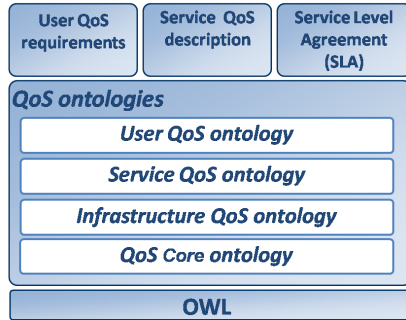 User QoS
requirements
Service QoS
description
Service Level
Agreement
(SLA)
QoS ontologies
User QoS ontology
Service QoS ontology
Infrastructure QoS ontology
QoS Core ontology
OWL